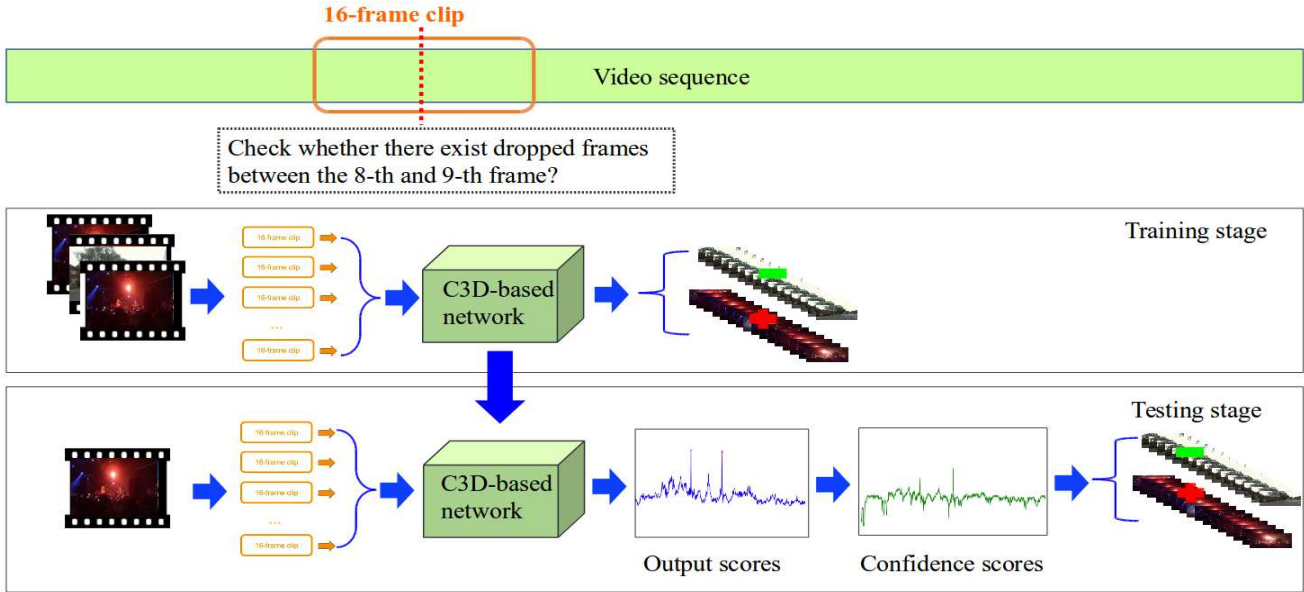 16-frame clip
Video sequence
Check whether there exist dropped frames
between the 8-th and 9-th frame?
Training stage
16-frame clip
16-frame clip
16-frame clip
...
16-frame clip
C3D-based
network
Testing stage
16-frame clip
16-frame clip
16-frame clip
...
16-frame clip
C3D-based
network
Output scores
Confidence scores